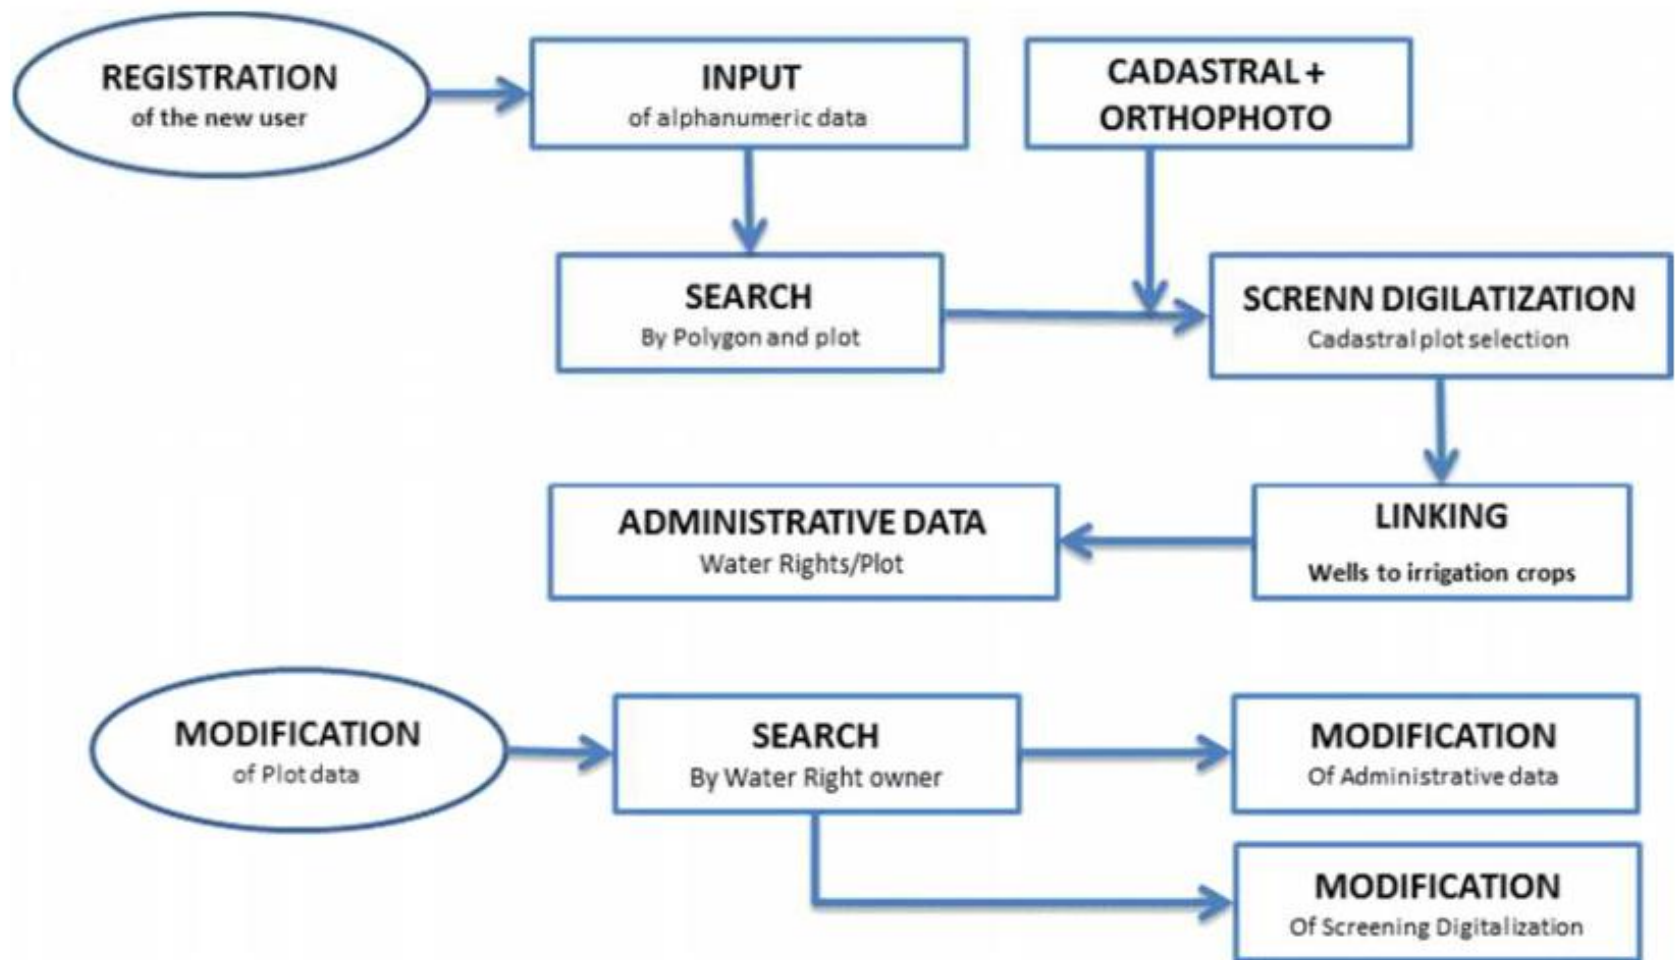 REGISTRATION
of the new user
INPUT
of alphanumeric data
CADASTRAL +
ORTHOPHOTO
SEARCH
By Polygon and plot
SCRENN DIGILATIZATION
Cadastral plot selection
ADMINISTRATIVE DATA
Water Rights/Plot
LINKING
Wells to irrigation crops
MODIFICATION
of Plot data
SEARCH
By Water Right owner
MODIFICATION
Of Administrative data
MODIFICATION
Of Screening Digitalization